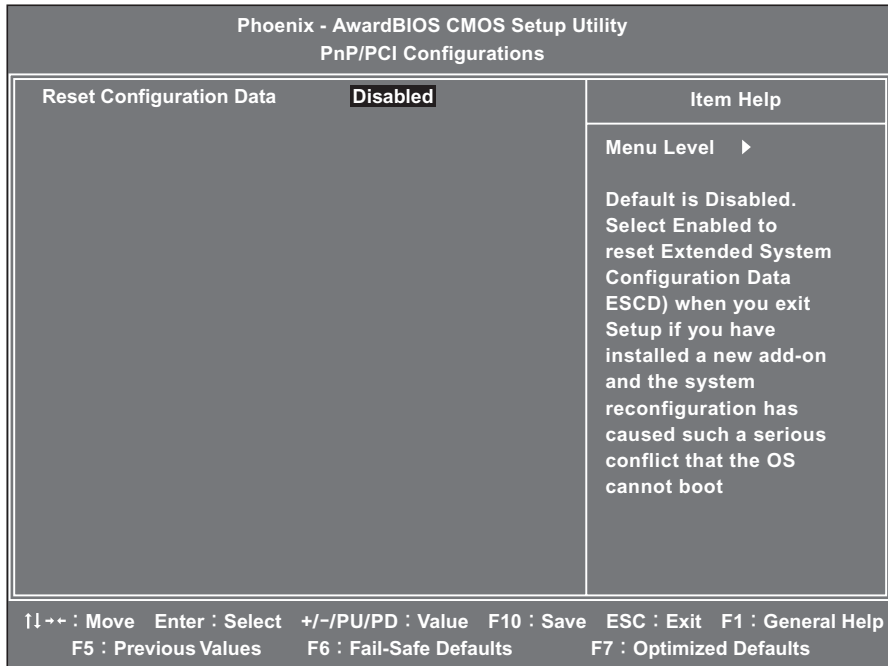 Phoenix - AwardBIOS CMOS Setup Utility
PnP/PCI Configurations
Reset Configuration Data Disabled
Item Help
Menu Level ▶
Default is Disabled.
Select Enabled to
reset Extended System
Configuration Data
ESCD) when you exit
Setup if you have
installed a new add-on
and the system
reconfiguration has
caused such a serious
conflict that the OS
cannot boot
↑↓→← : Move Enter : Select +/-/PU/PD : Value F10 : Save ESC : Exit F1 : General Help
F5 : Previous Values F6 : Fail-Safe Defaults F7 : Optimized Defaults